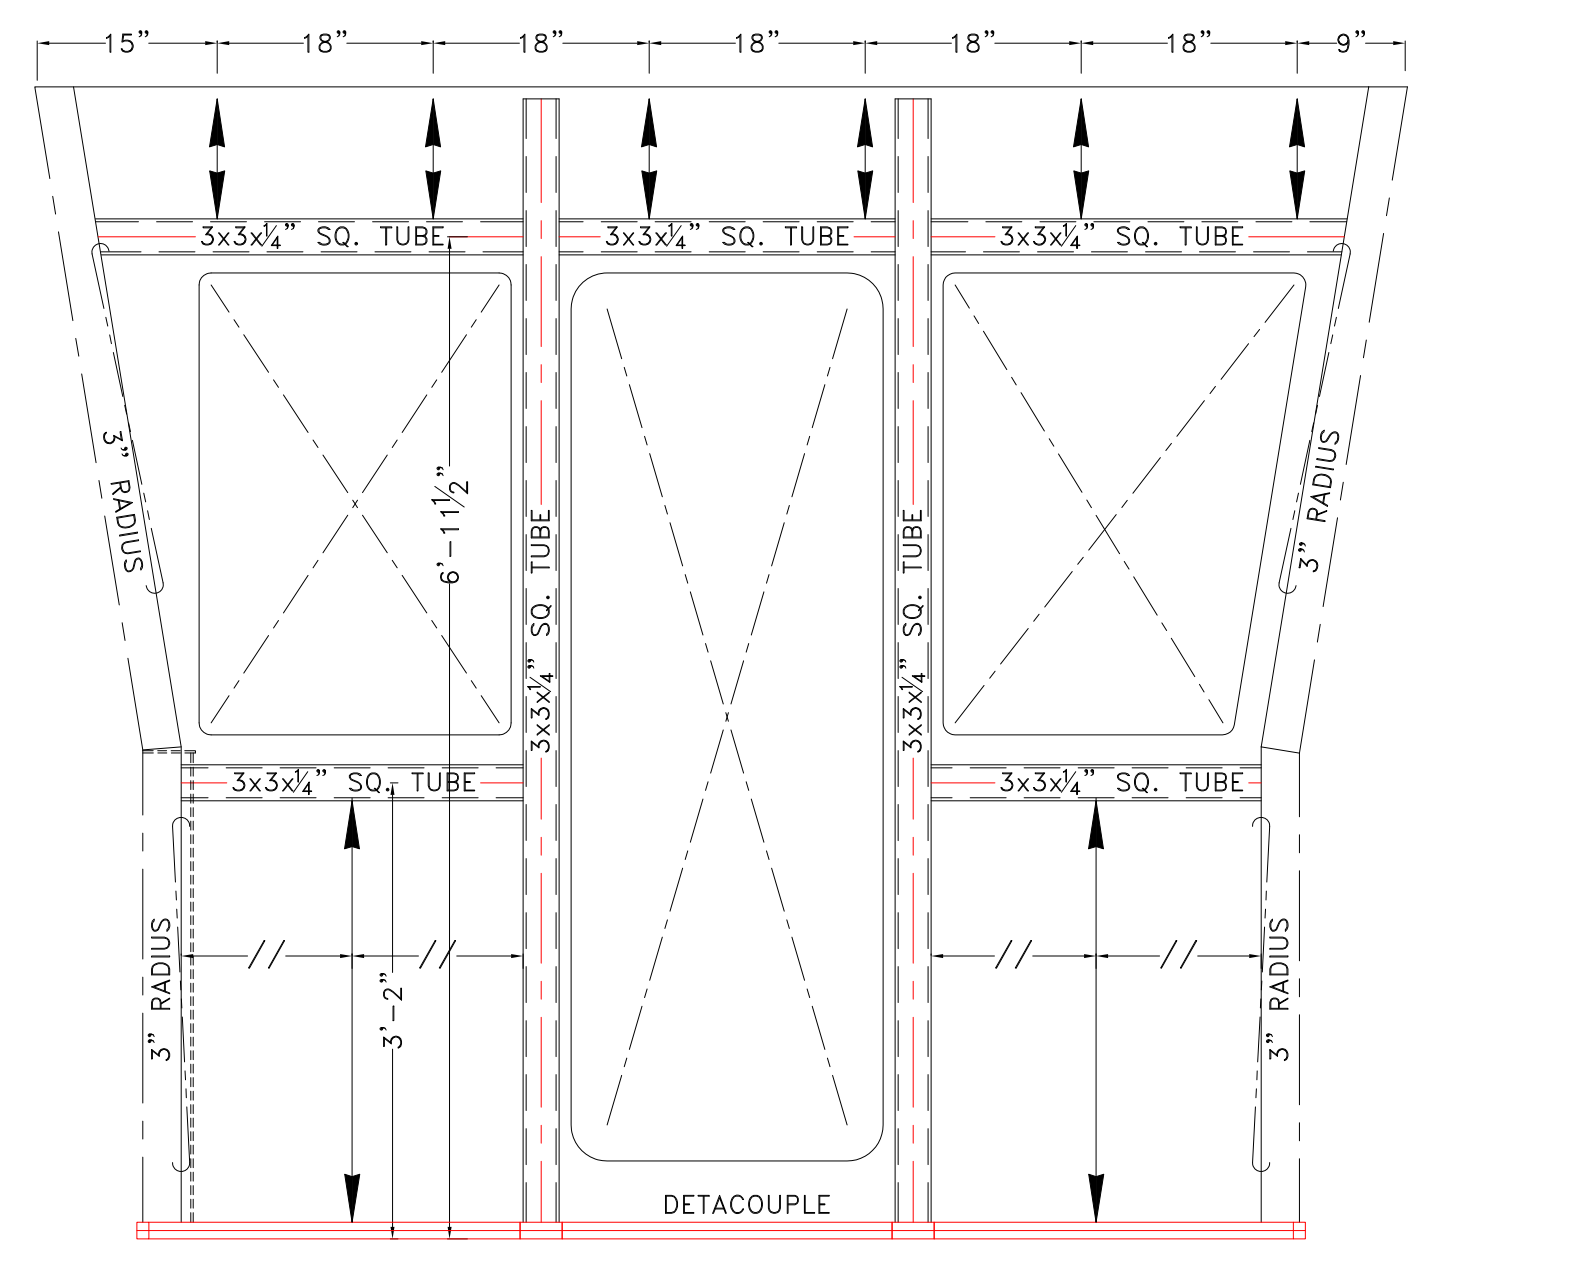 15” 18” 18” 18” 18” 18” 9”
3x3x¼” SQ. TUBE 3x3x¼” SQ. TUBE 3x3x¼” SQ. TUBE
3” RADIUS
6’–11½”
3x3x¼” SQ. TUBE
3x3x¼” SQ. TUBE
3” RADIUS
3x3x¼” SQ. TUBE 3x3x¼” SQ. TUBE
3” RADIUS
//
3’–2”
//
//
//
3” RADIUS
DETACOUPLE